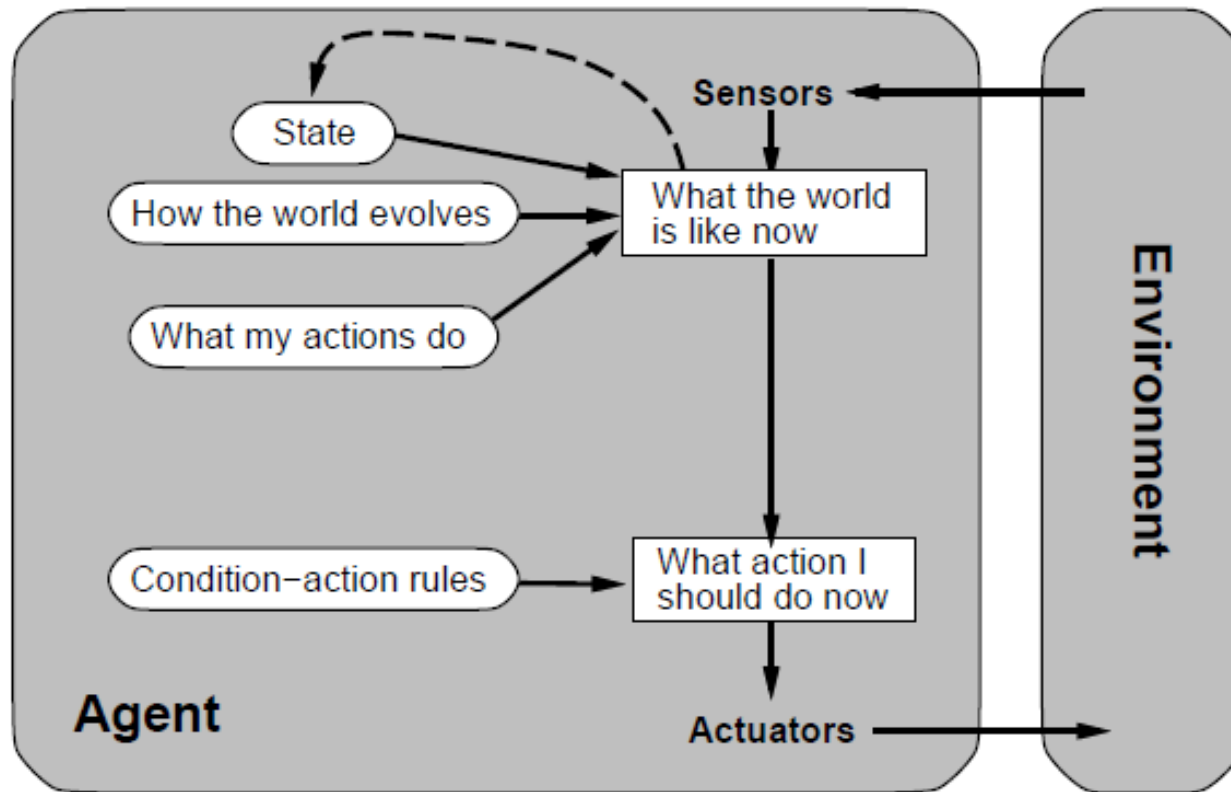 Sensors
State
What the world
is like now
How the world evolves
What my actions do
Condition−action rules
What action I
should do now
Agent
Actuators
Environment